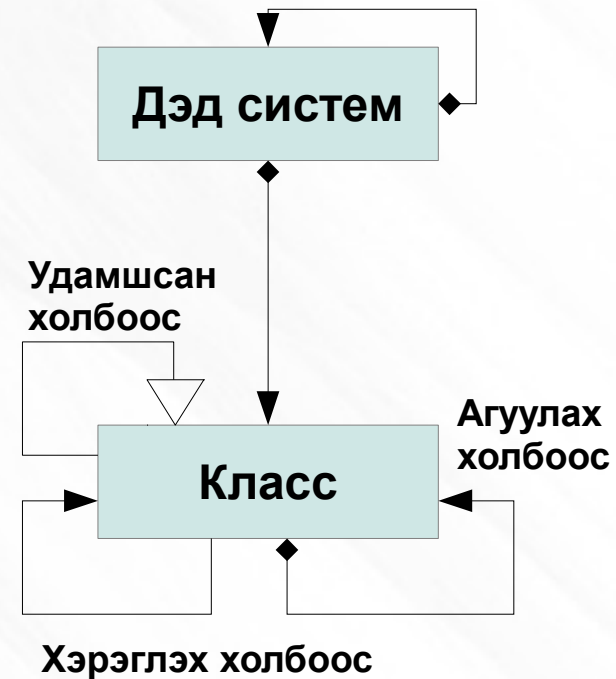 Дэд систем
Удамшсан
холбоос
Агуулах
холбоос
Класс
Хэрэглэх холбоос